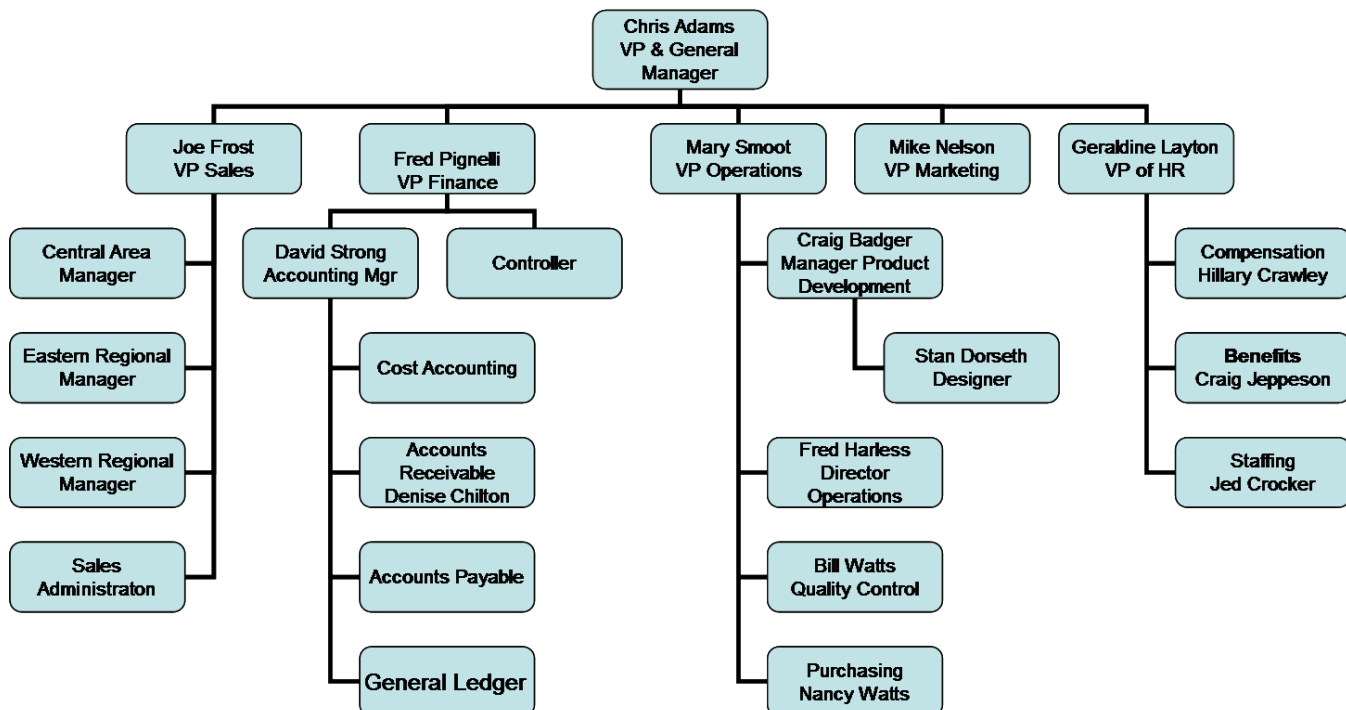 Chris Adams
VP & General
Manager
Joe Frost
VP Sales
Fred Pignelli
VP Finance
Mary Smoot
VP Operations
Mike Nelson
VP Marketing
Geraldine Layton
VP of HR
Central Area
Manager
Eastern Regional
Manager
Western Regional
Manager
Sales
Administraton
David Strong
Accounting Mgr
Controller
Cost Accounting
Accounts
Receivable
Denise Chilton
Accounts Payable
General Ledger
Craig Badger
Manager Product
Development
Stan Dorseth
Designer
Fred Harless
Director
Operations
Bill Watts
Quality Control
Purchasing
Nancy Watts
Compensation
Hillary Crawley
Benefits
Craig Jeppeson
Staffing
Jed Crocker